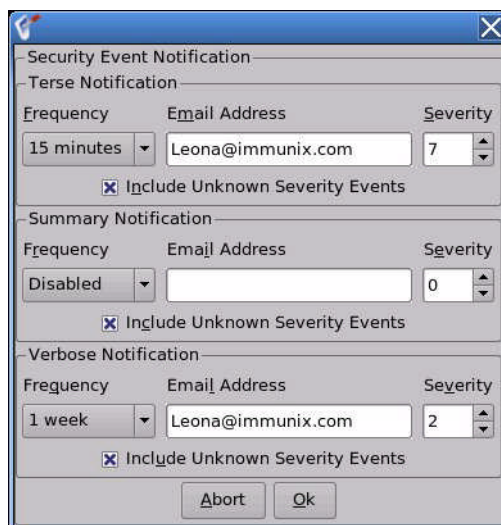 Security Event Notification
Terse Notification
Frequency Email Address Severity
15 minutes Leona@immunix.com 7
Include Unknown Severity Events
Summary Notification
Frequency Email Address Severity
Disabled 0
Include Unknown Severity Events
Verbose Notification
Frequency Email Address Severity
1 week Leona@immunix.com 2
Include Unknown Severity Events
Abort Ok